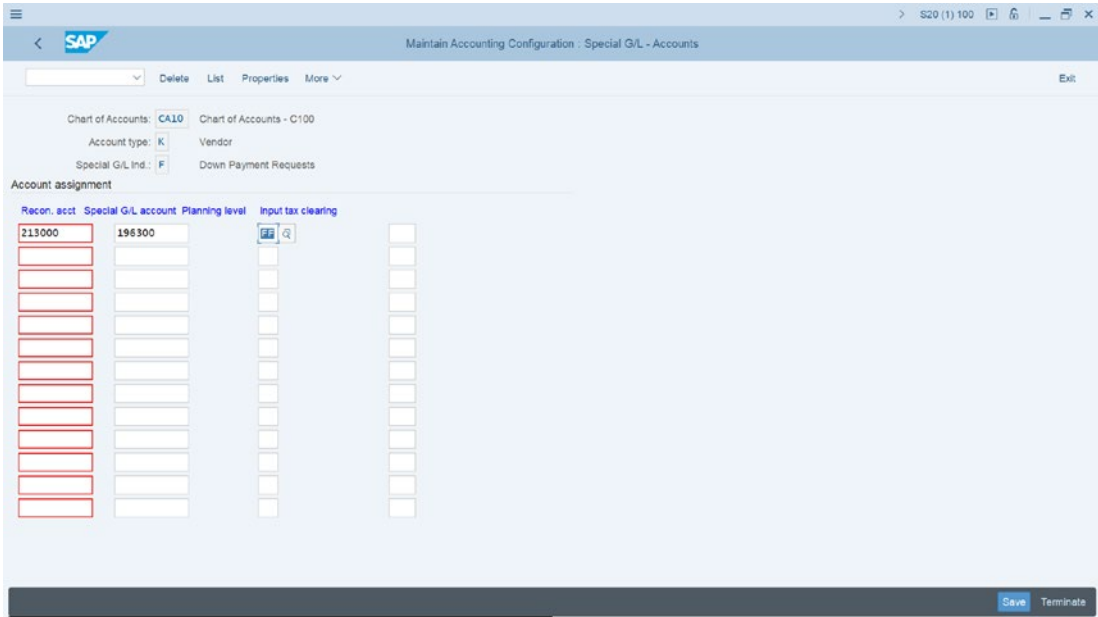 S20 (1) 100
SAP
Maintain Accounting Configuration : Special G/L - Accounts
Delete List Properties More Exit
Chart of Accounts: CA10 Chart of Accounts - C100
Account type: K Vendor
Special G/L Ind.: F Down Payment Requests
Account assignment
Recon. acct Special G/L account Planning level Input tax clearing
213000 196300 FF
Save Terminate